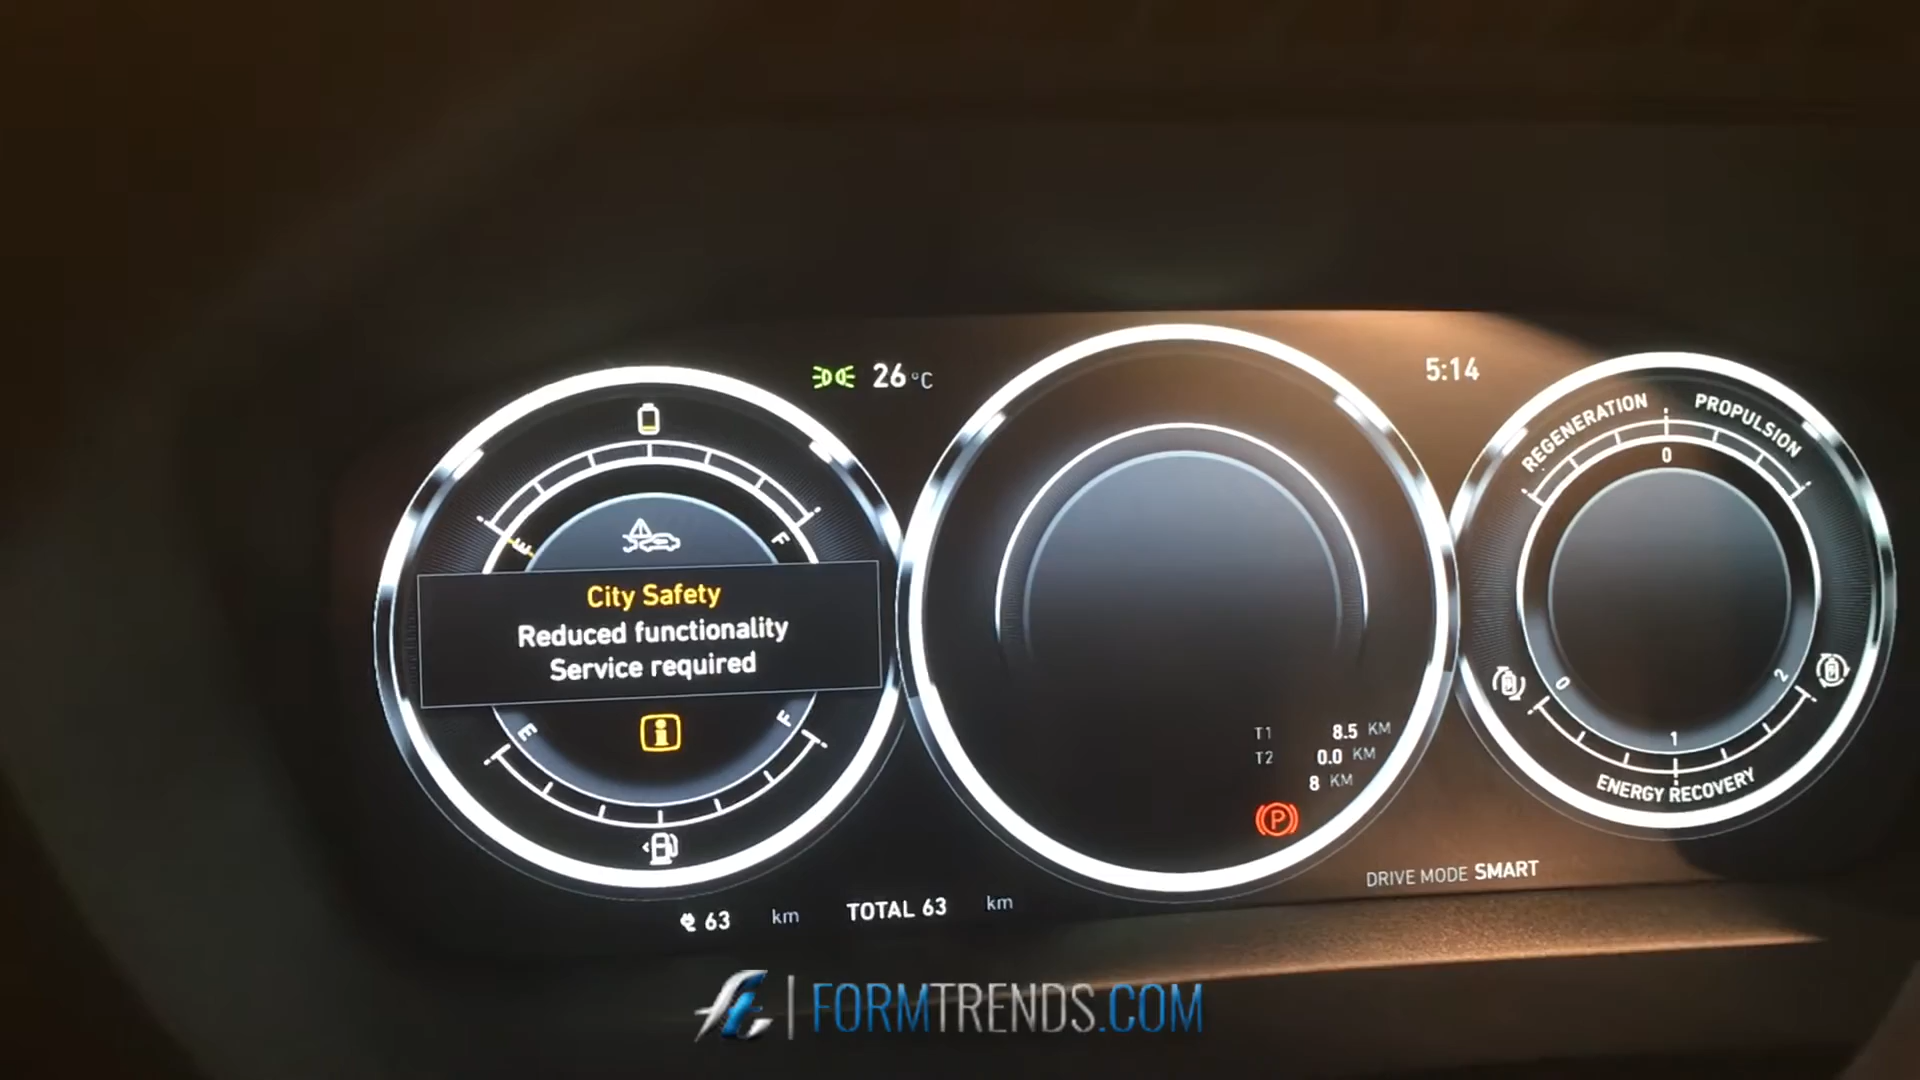 26 °C
5:14
REGENERATION
PROPULSION
0
E
F
City Safety
Reduced functionality
Service required
E
F
T1 8.5 KM
T2 0.0 KM
8 KM
P
0
1
2
ENERGY RECOVERY
DRIVE MODE SMART
63 km TOTAL 63 km
FORMTRENDS.COM